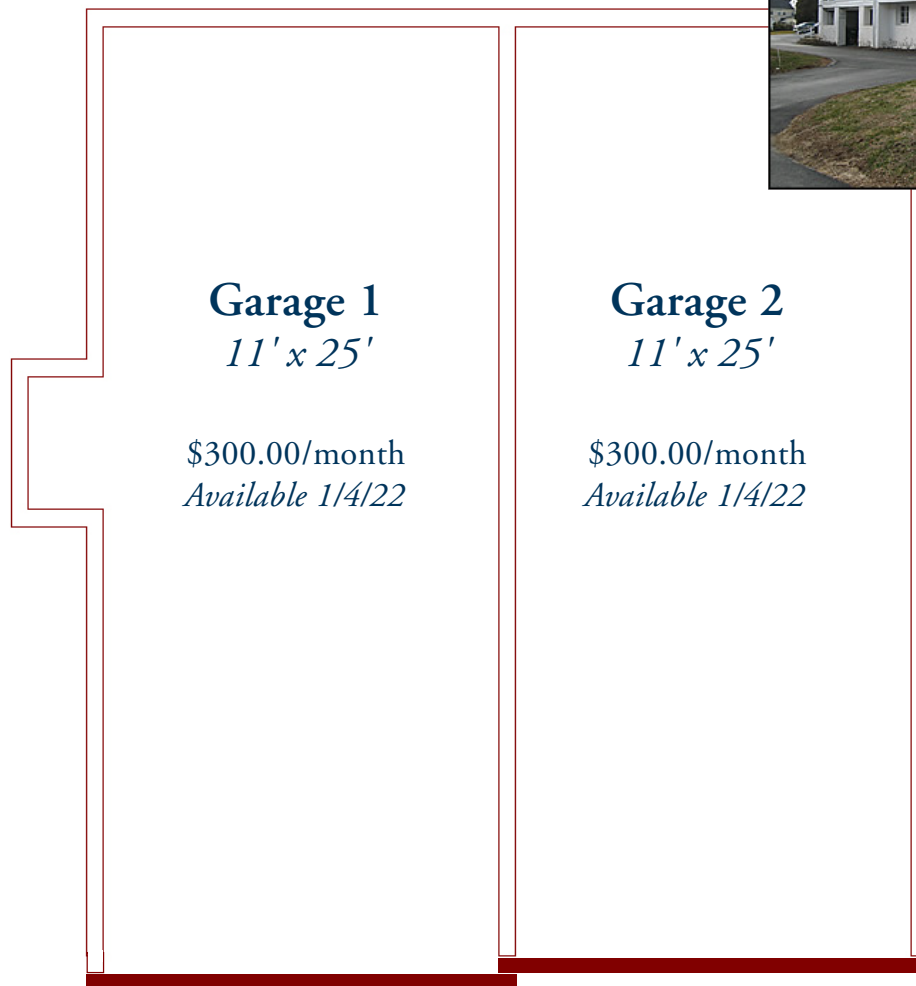 Garage 1
11' x 25'
$300.00/month
Available 1/4/22
Garage 2
11' x 25'
$300.00/month
Available 1/4/22